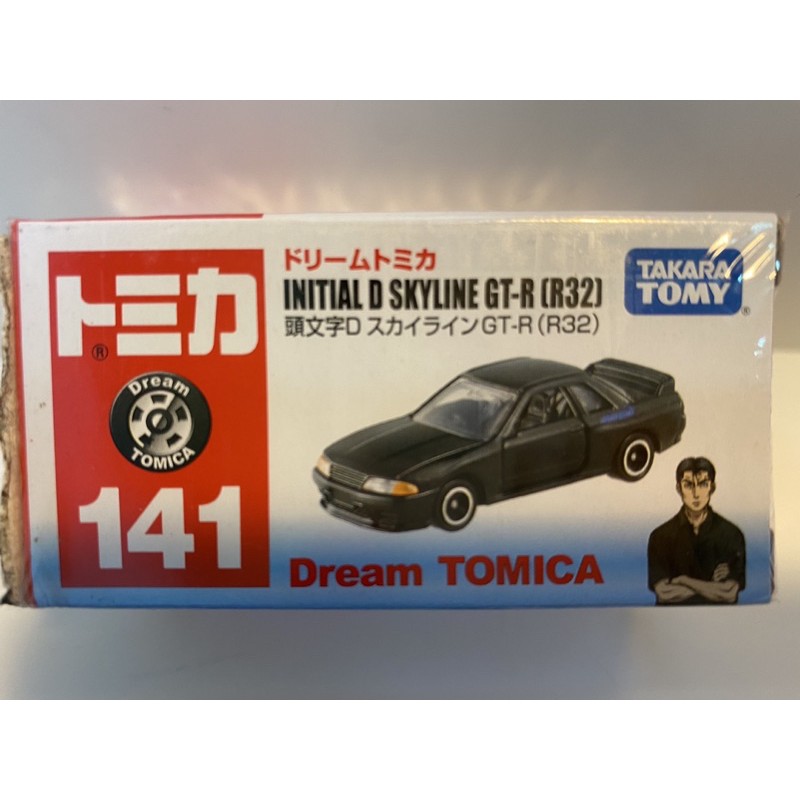 トミカ®
Dream
TOMICA
141
ドリームトミカ
INITIAL D SKYLINE GT-R (R32)
頭文字D スカイラインGT-R (R32)
TAKARA
TOMY®
Dream TOMICA